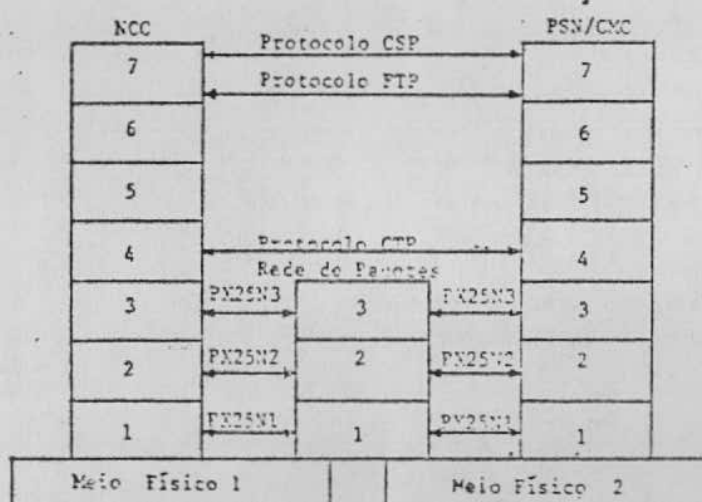 NCC PSN/CMC
Protocolo CSP
7 7
Protocolo FTP
6 6
5 5
Protocolo CTP
4 4
Rede de Pacotes
PX25N3 PX25N3
3 3 3
PX25N2 PX25N2
2 2 2
PX25N1 PX25N1
1 1 1
Meio Físico 1 Meio Físico 2